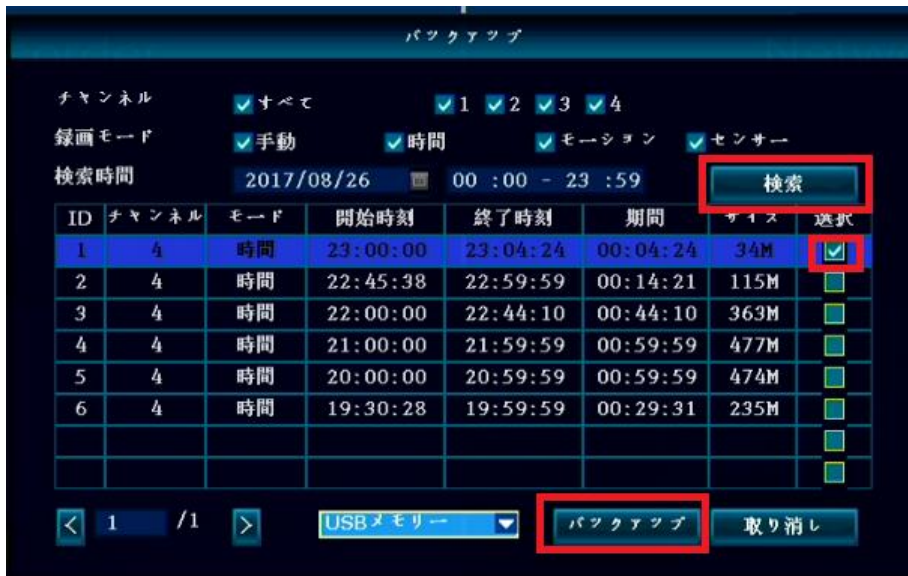 バックアップ
チャンネル すべて 1 2 3 4
録画モード 手動 時間 モーション センサー
検索時間 2017/08/26 00 :00 - 23 :59 検索
ID チャンネル モード 開始時刻 終了時刻 期間 サイズ 選択
1 4 時間 23:00:00 23:04:24 00:04:24 34M
2 4 時間 22:45:38 22:59:59 00:14:21 115M
3 4 時間 22:00:00 22:44:10 00:44:10 363M
4 4 時間 21:00:00 21:59:59 00:59:59 477M
5 4 時間 20:00:00 20:59:59 00:59:59 474M
6 4 時間 19:30:28 19:59:59 00:29:31 235M
< 1 /1 > USBメモリー バックアップ 取り消し